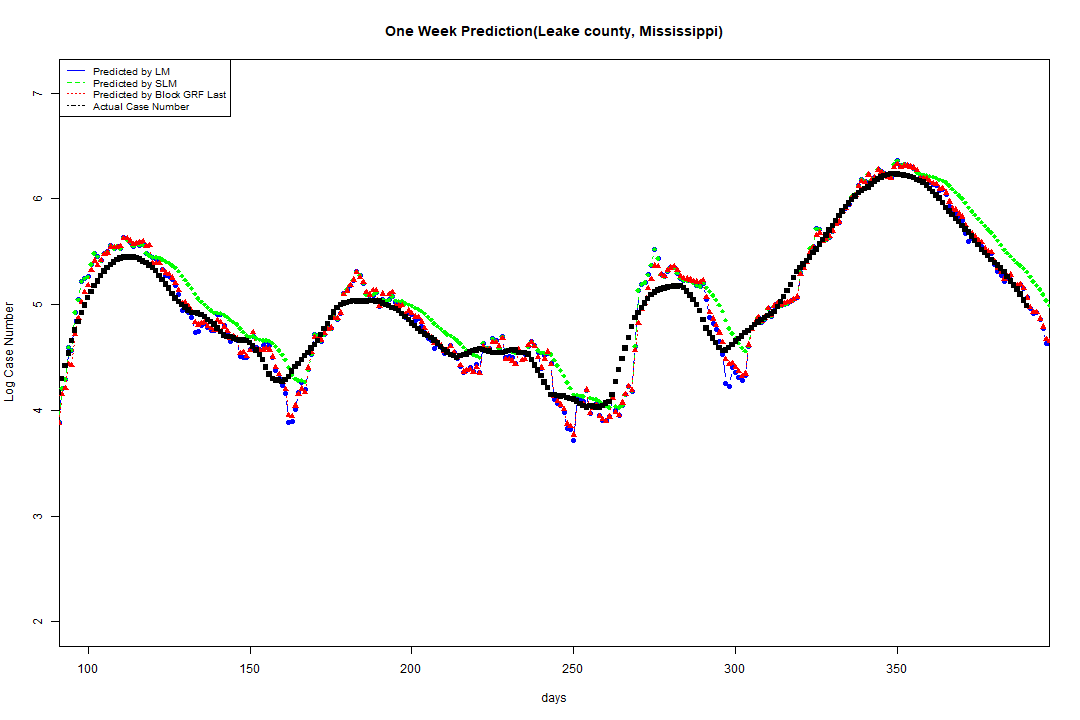 One Week Prediction(Leake county, Mississippi)
Predicted by LM
Predicted by SLM
Predicted by Block GRF Last
Actual Case Number
7
6
5
4
3
2
Log Case Number
100 150 200 250 300 350
days